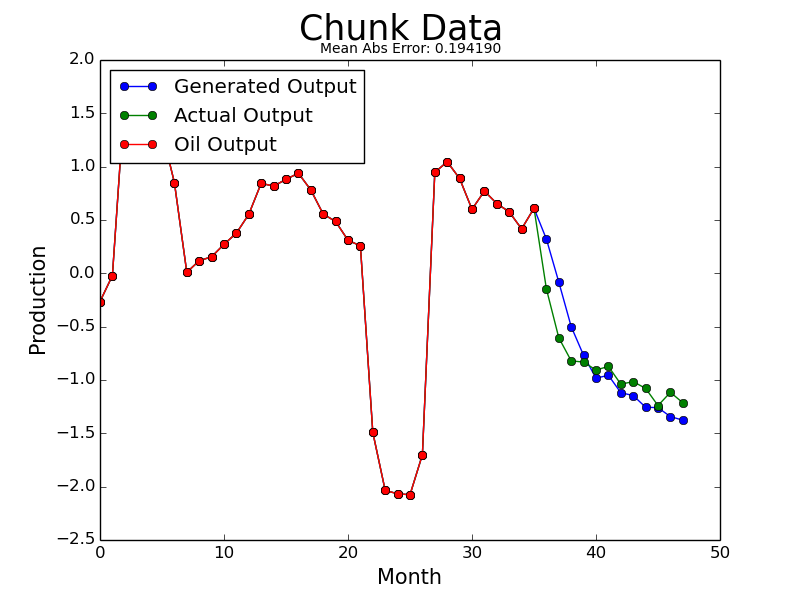 Chunk Data
Mean Abs Error: 0.194190
Generated Output
Actual Output
Oil Output
2.0
1.5
1.0
0.5
0.0
−0.5
−1.0
−1.5
−2.0
−2.5
Production
0 10 20 30 40 50
Month